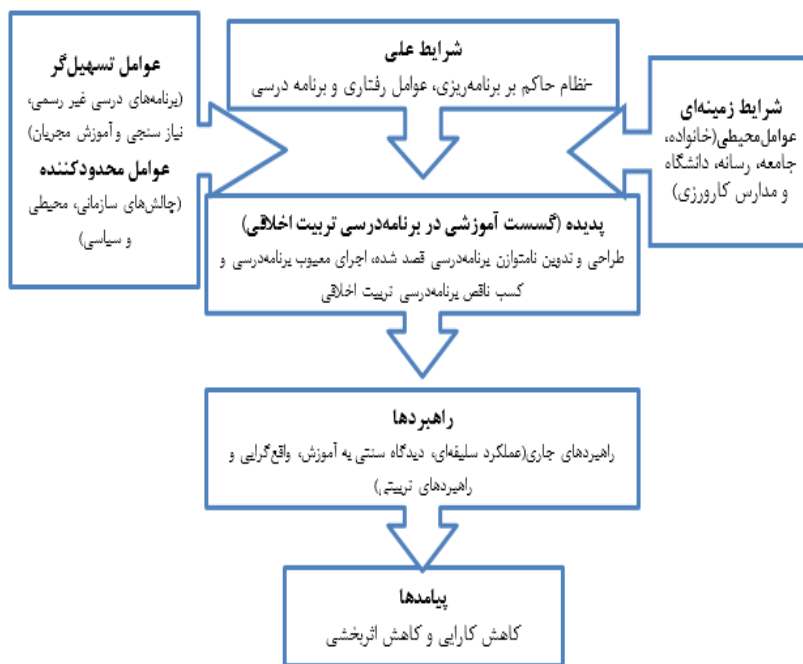 شرایط علی
-نظام حاکم بر برنامه‌ریزی، عوامل رفتاری و برنامه درسی
عوامل تسهیل‌گر
(برنامه‌های درسی غیر رسمی،
نیاز سنجی و آموزش مجریان)
عوامل محدودکننده
(چالش‌های سازمانی، محیطی
و سیاسی)
شرایط زمینه‌ای
عوامل‌محیطی(خانواده،
جامعه، رسانه، دانشگاه
و مدارس کارورزی)
پدیده (گسست آموزشی در برنامه‌درسی تربیت اخلاقی)
طراحی و تدوین نامتوازن برنامه‌درسی قصد شده، اجرای معیوب برنامه‌درسی و
کسب ناقص برنامه‌درسی تربیت اخلاقی
راهبردها
راهبردهای جاری(عملکرد سلیقه‌ای، دیدگاه سنتی به آموزش، واقع‌گرایی و
راهبردهای تربیتی)
پیامدها
کاهش کارایی و کاهش اثربخشی